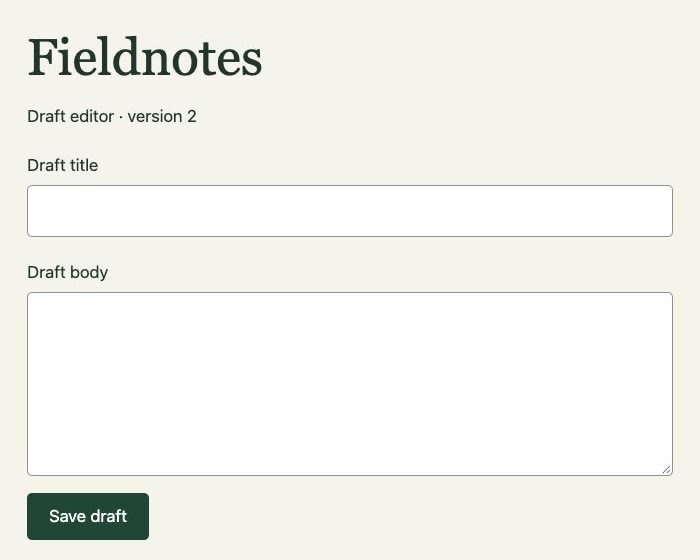 Fieldnotes
Draft editor · version 2
Draft title
Draft body
Save draft